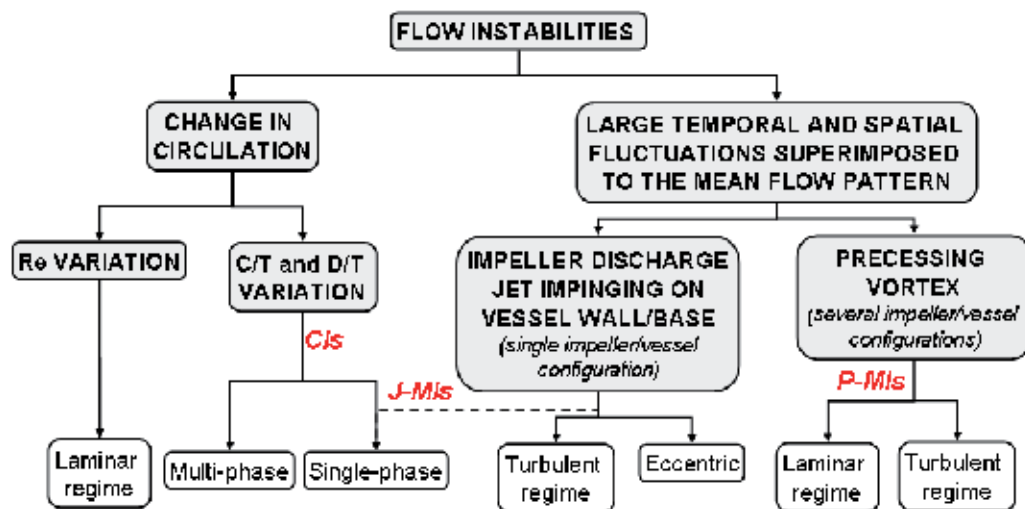 FLOW INSTABILITIES
CHANGE IN
CIRCULATION
LARGE TEMPORAL AND SPATIAL
FLUCTUATIONS SUPERIMPOSED
TO THE MEAN FLOW PATTERN
Re VARIATION
C/T and D/T
VARIATION
IMPELLER DISCHARGE
JET IMPINGING ON
VESSEL WALL/BASE
(single impeller/vessel
configuration)
PRECESSING
VORTEX
(several impeller/vessel
configurations)
CIs
J-MIs
P-MIs
Laminar
regime
Multi-phase
Single-phase
Turbulent
regime
Eccentric
Laminar
regime
Turbulent
regime